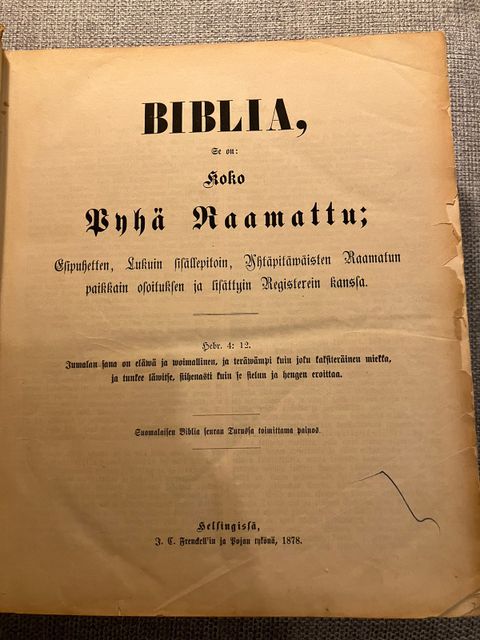 BIBLIA,
Se on:
Koko
Pyhä Raamattu;
Esipuhetten, Lukuin sisällepitoin, Yhtäpitäwäisten Raamatun
paikkain osoituksen ja lisättyin Registerein kanssa.
Hebr. 4: 12.
Jumalan sana on eläwä ja woimallinen, ja teräwämpi kuin joku kaksiteräinen miekka,
ja tunkee läwitse, siihenasti kuin se sielun ja hengen eroittaa.
Suomalaisen Biblia seuran Turussa toimittama painos.
Helsingissä,
J. C. Frenckell'in ja Pojan tykönä, 1878.